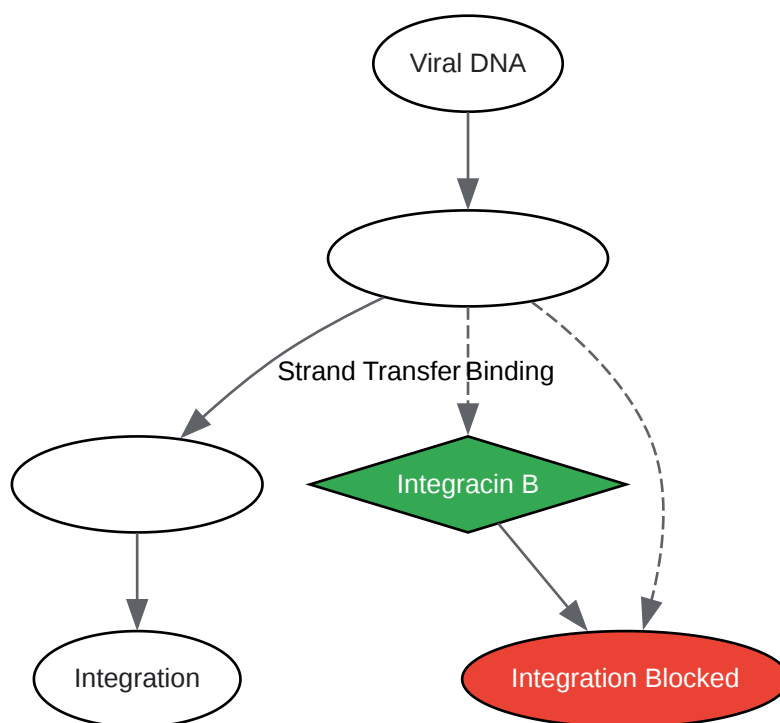 Viral DNA
Strand Transfer
Binding
Integracin B
Integration
Integration Blocked